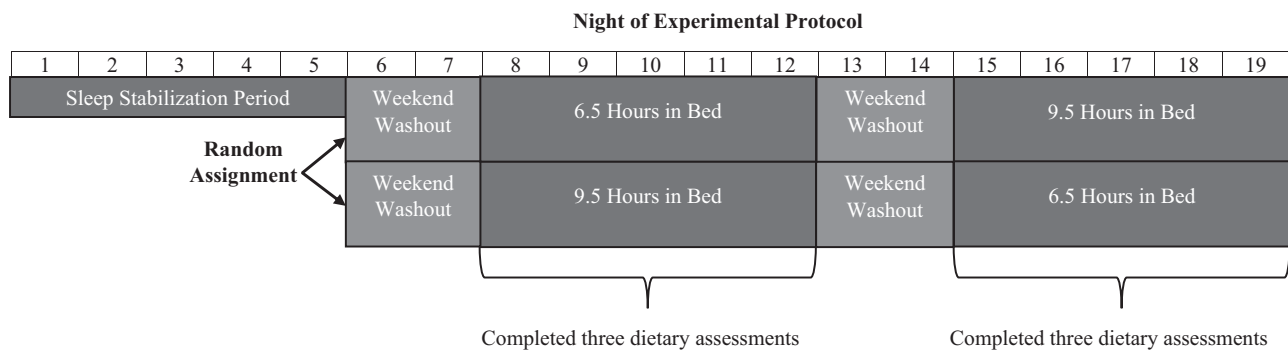 Night of Experimental Protocol
1 2 3 4 5 6 7 8 9 10 11 12 13 14 15 16 17 18 19
Sleep Stabilization Period
Weekend
Washout
6.5 Hours in Bed
Weekend
Washout
9.5 Hours in Bed
Random
Assignment
Weekend
Washout
9.5 Hours in Bed
Weekend
Washout
6.5 Hours in Bed
Completed three dietary assessments
Completed three dietary assessments